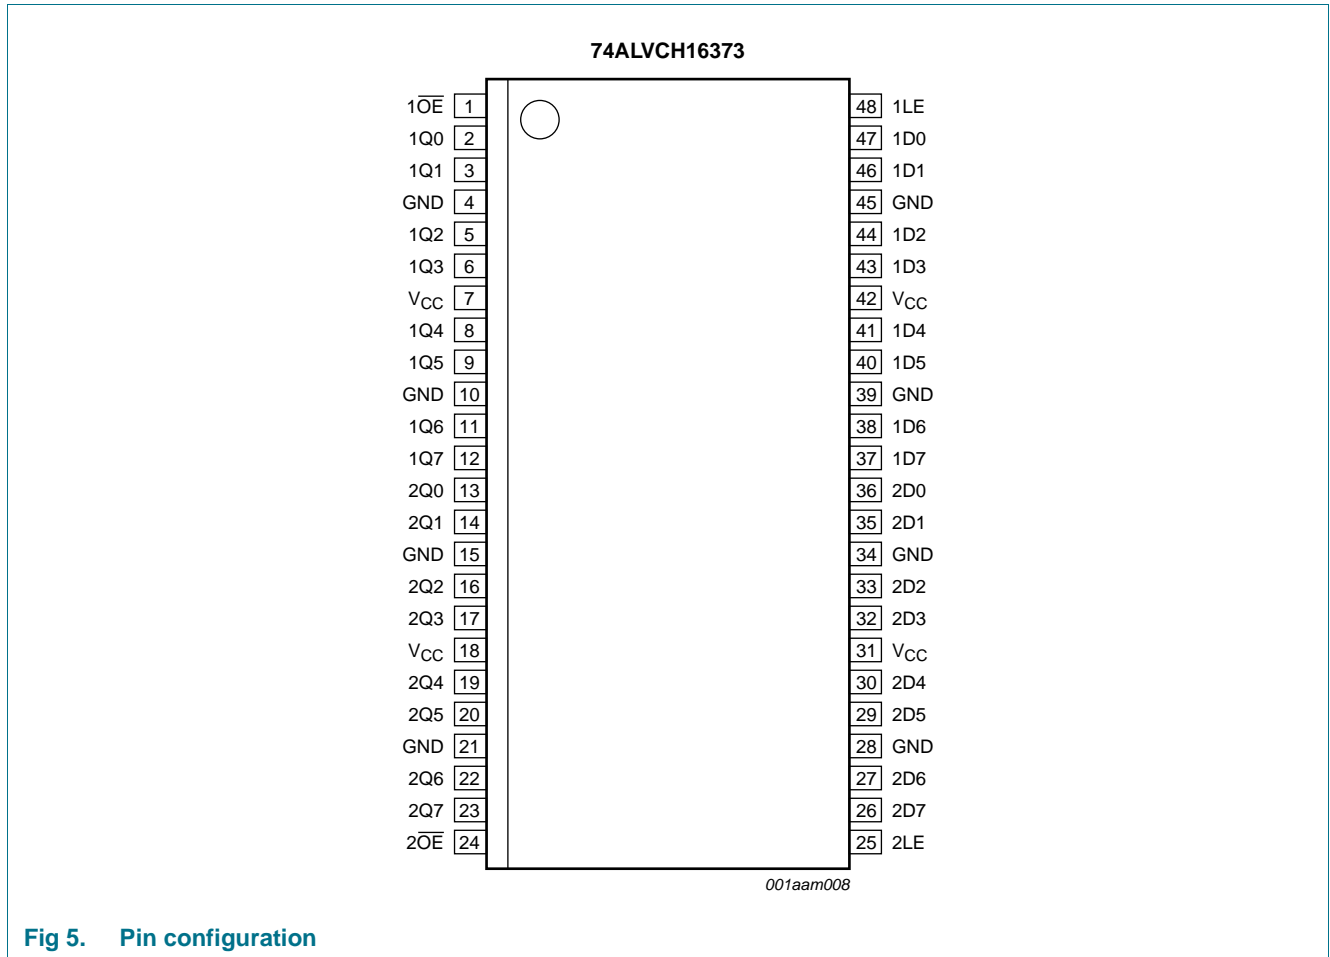 74ALVCH16373
1O̅E̅ 1 48 1LE
1Q0 2 47 1D0
1Q1 3 46 1D1
GND 4 45 GND
1Q2 5 44 1D2
1Q3 6 43 1D3
VCC 7 42 VCC
1Q4 8 41 1D4
1Q5 9 40 1D5
GND 10 39 GND
1Q6 11 38 1D6
1Q7 12 37 1D7
2Q0 13 36 2D0
2Q1 14 35 2D1
GND 15 34 GND
2Q2 16 33 2D2
2Q3 17 32 2D3
VCC 18 31 VCC
2Q4 19 30 2D4
2Q5 20 29 2D5
GND 21 28 GND
2Q6 22 27 2D6
2Q7 23 26 2D7
2O̅E̅ 24 25 2LE
001aam008
Fig 5. Pin configuration